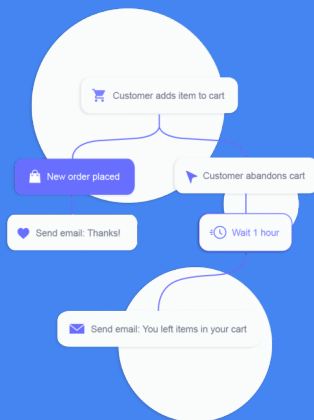 Customer adds item to cart
New order placed
Customer abandons cart
Send email: Thanks!
Wait 1 hour
Send email: You left items in your cart